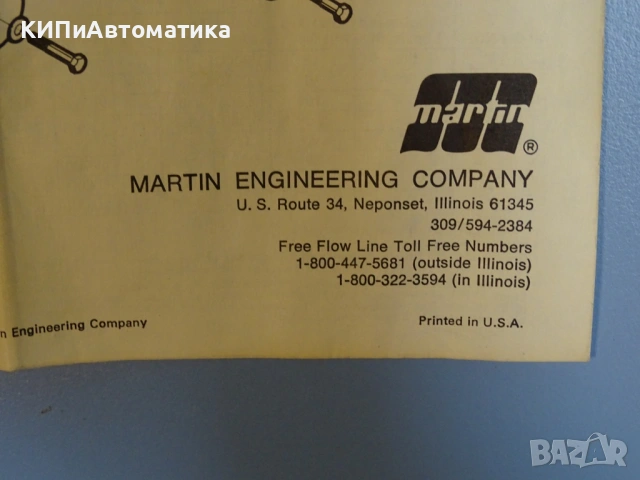 КИПиАвтоматика
martin
®
MARTIN ENGINEERING COMPANY
U. S. Route 34, Neponset, Illinois 61345
309/594-2384
Free Flow Line Toll Free Numbers
1-800-447-5681 (outside Illinois)
1-800-322-3594 (in Illinois)
n Engineering Company
Printed in U.S.A.
BAZAR